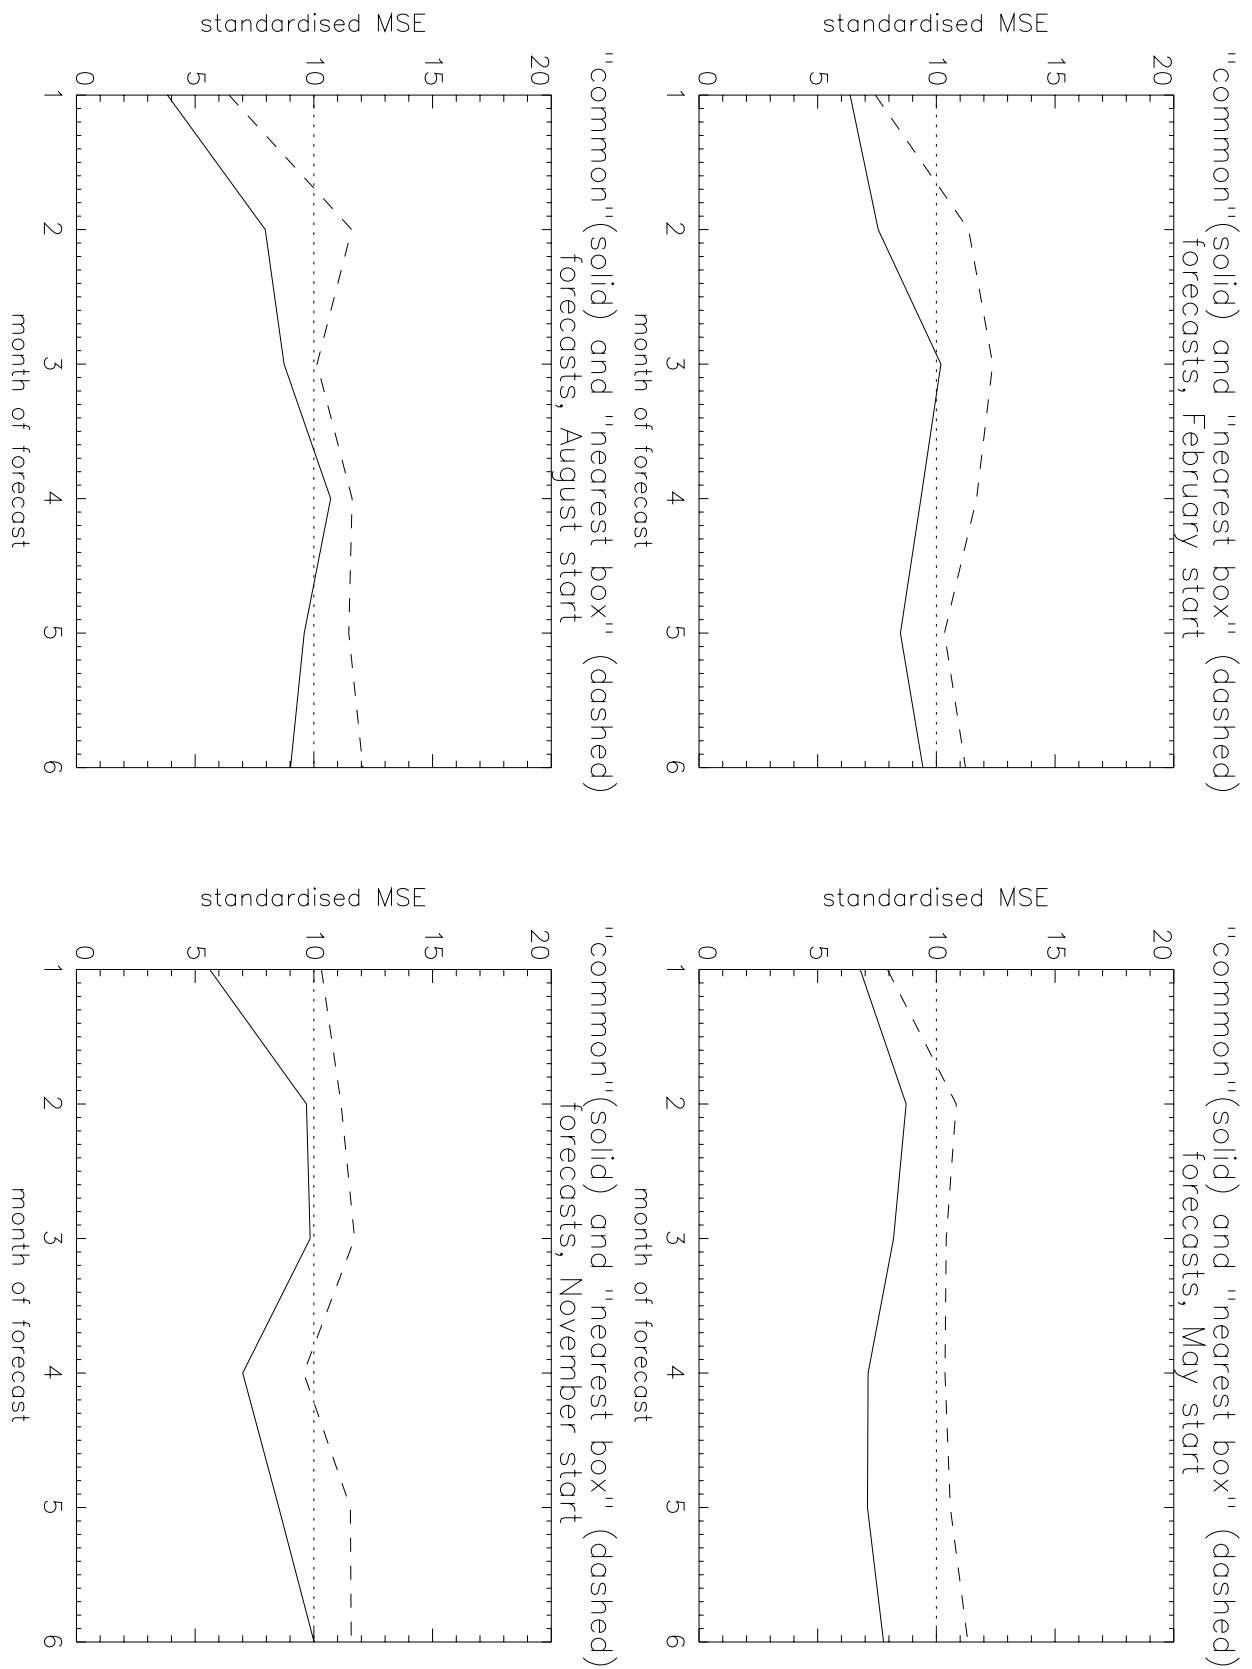 "common"(solid) and "nearest box" (dashed)
forecasts, February start
20
15
10
5
0
standardised MSE
1 2 3 4 5 6
month of forecast
"common"(solid) and "nearest box" (dashed)
forecasts, May start
20
15
10
5
0
standardised MSE
1 2 3 4 5 6
month of forecast
"common"(solid) and "nearest box" (dashed)
forecasts, August start
20
15
10
5
0
standardised MSE
1 2 3 4 5 6
month of forecast
"common"(solid) and "nearest box" (dashed)
forecasts, November start
20
15
10
5
0
standardised MSE
1 2 3 4 5 6
month of forecast